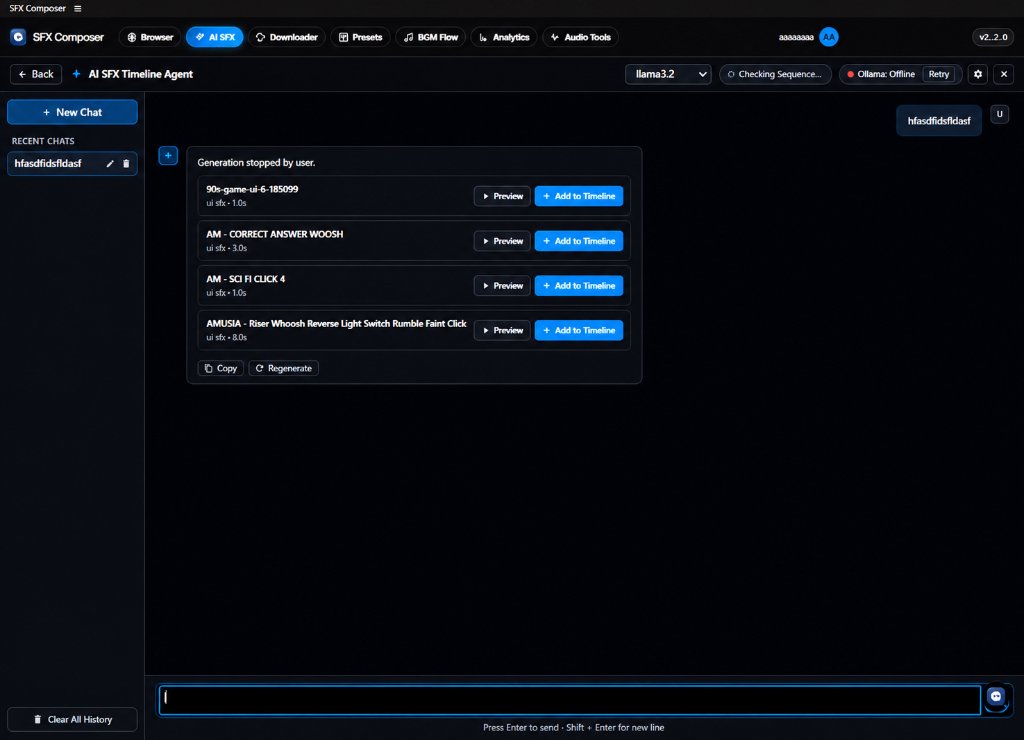 SFX Composer
SFX Composer
Browser
AI SFX
Downloader
Presets
BGM Flow
Analytics
Audio Tools
aaaaaaaa
AA
v2..2.0
Back
AI SFX Timeline Agent
llama3.2
Checking Sequence...
Ollama: Offline
Retry
+ New Chat
RECENT CHATS
hfasdfidsfldasf
hfasdfidsfldasf
U
Generation stopped by user.
90s-game-ui-6-185099
ui sfx • 1.0s
Preview
+ Add to Timeline
AM - CORRECT ANSWER WOOSH
ui sfx • 3.0s
Preview
+ Add to Timeline
AM - SCI FI CLICK 4
ui sfx • 1.0s
Preview
+ Add to Timeline
AMUSIA - Riser Whoosh Reverse Light Switch Rumble Faint Click
ui sfx • 8.0s
Preview
+ Add to Timeline
Copy
Regenerate
Clear All History
Press Enter to send · Shift + Enter for new line